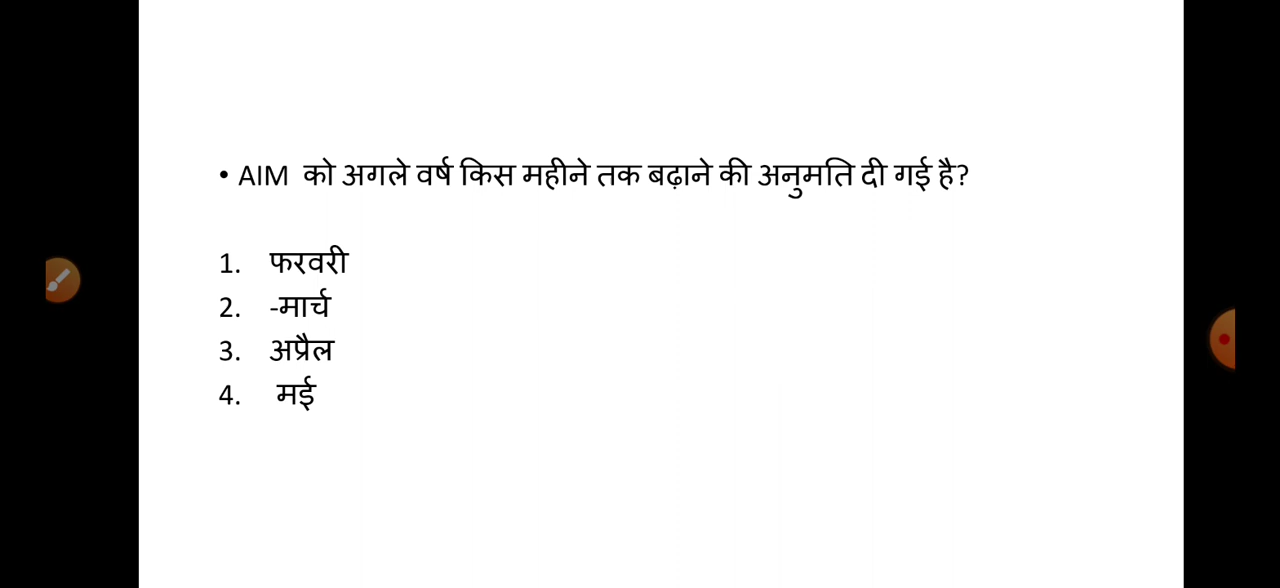 • AIM को अगले वर्ष किस महीने तक बढ़ाने की अनुमति दी गई है?
1. फरवरी
2. -मार्च
3. अप्रैल
4. मई